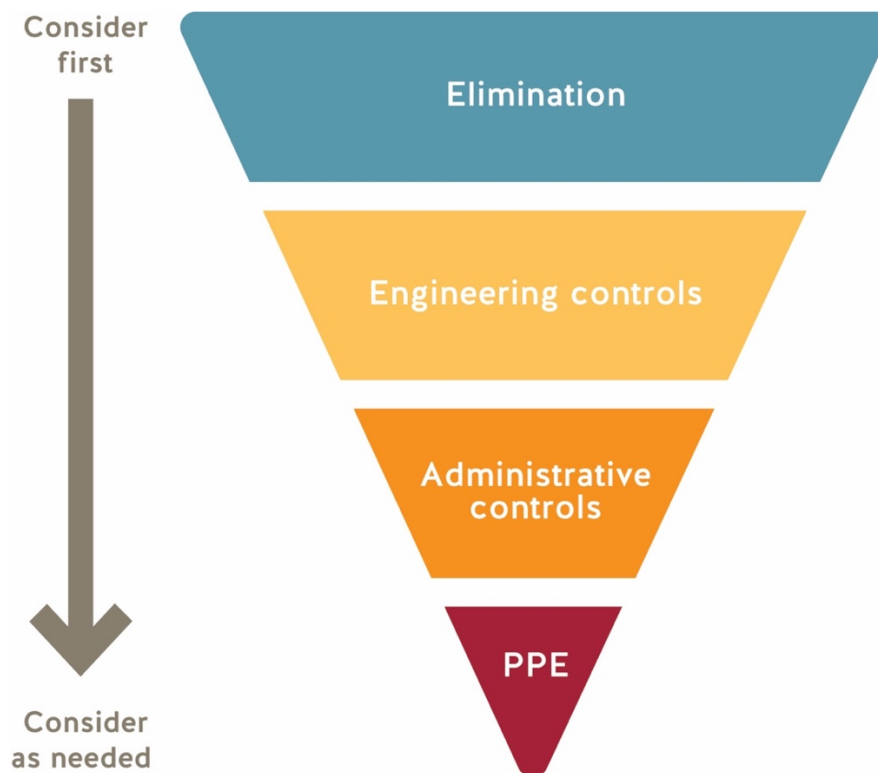 Consider
first
Elimination
Engineering controls
Administrative
controls
PPE
Consider
as needed